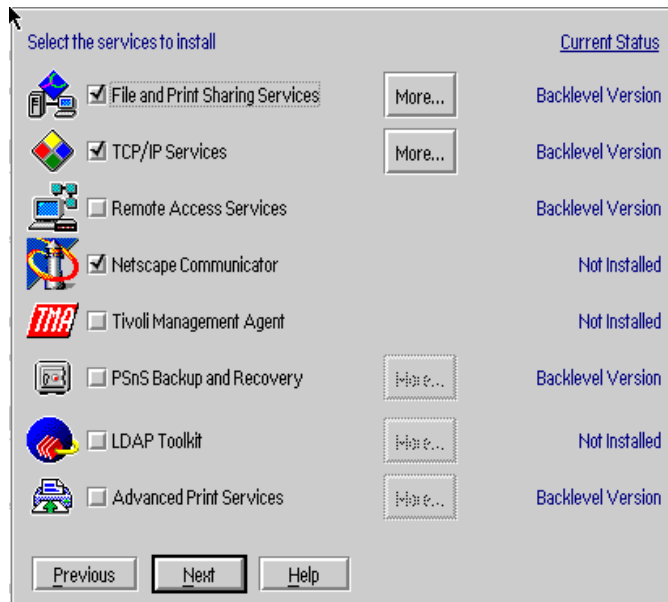 Select the services to install Current Status
File and Print Sharing Services More... Backlevel Version
TCP/IP Services More... Backlevel Version
Remote Access Services Backlevel Version
Netscape Communicator Not Installed
TMA Tivoli Management Agent Not Installed
PSnS Backup and Recovery More... Backlevel Version
LDAP Toolkit More... Not Installed
Advanced Print Services More... Backlevel Version
Previous Next Help